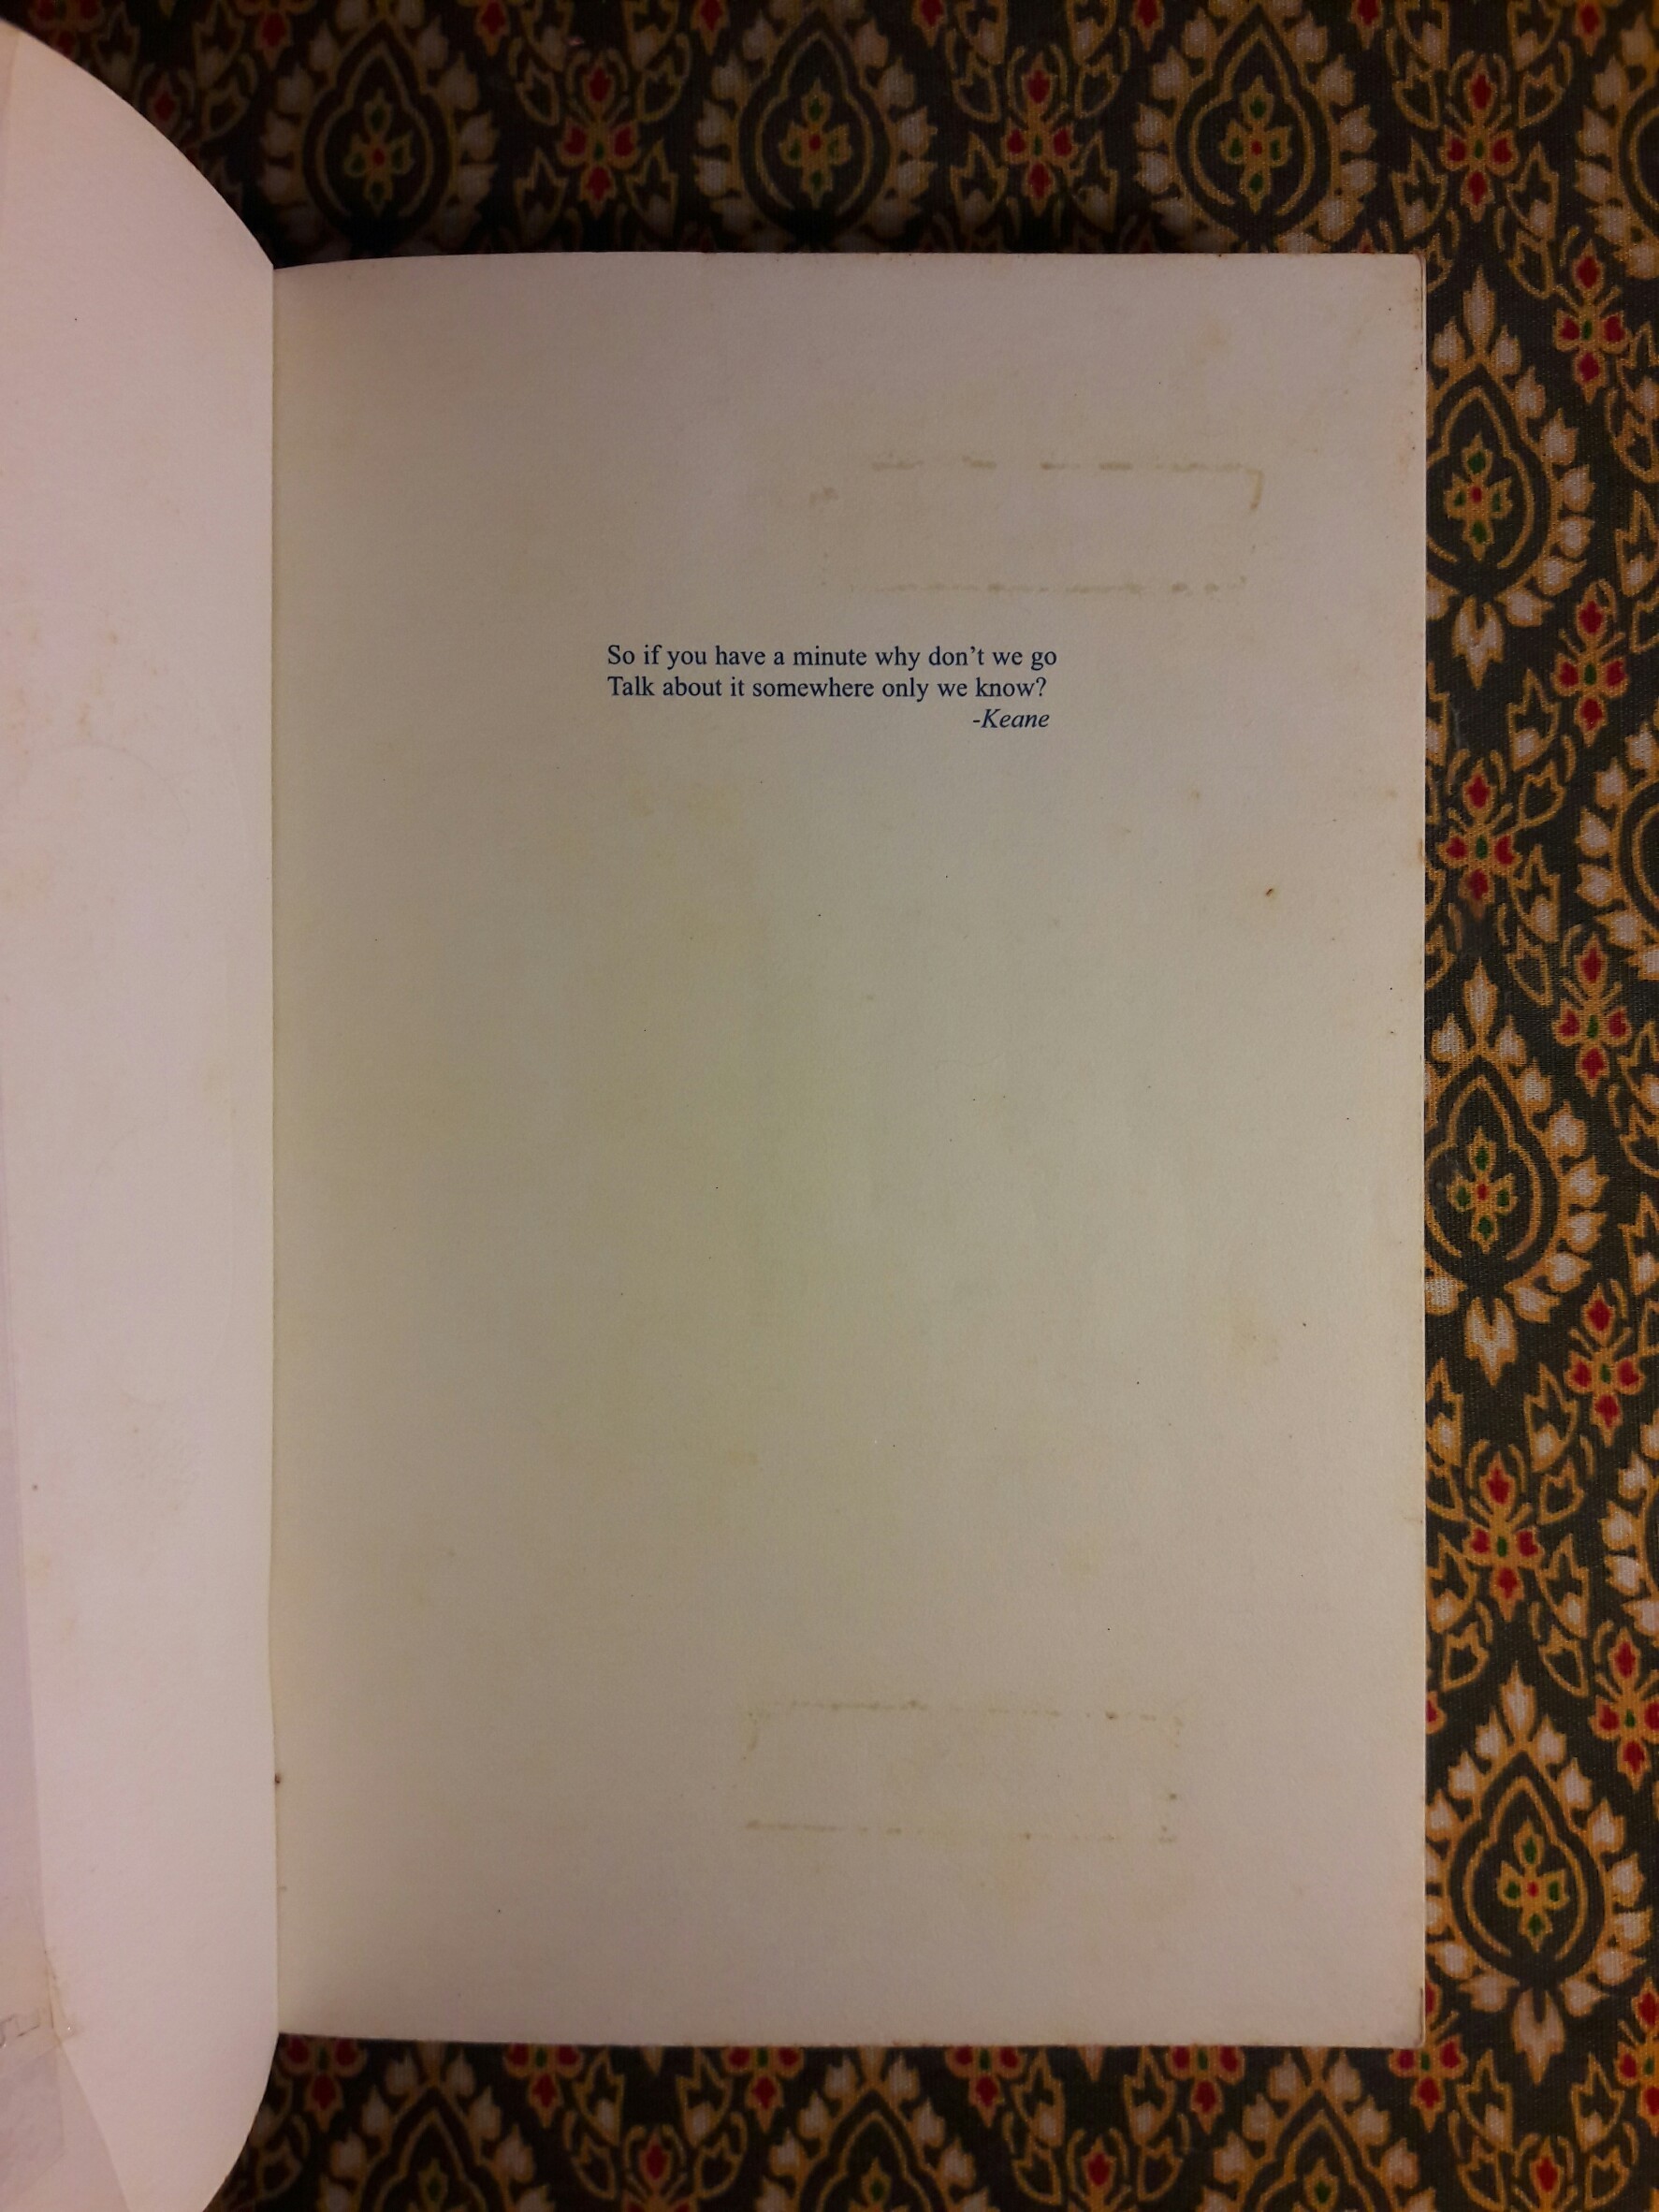 So if you have a minute why don’t we go
Talk about it somewhere only we know?
-Keane